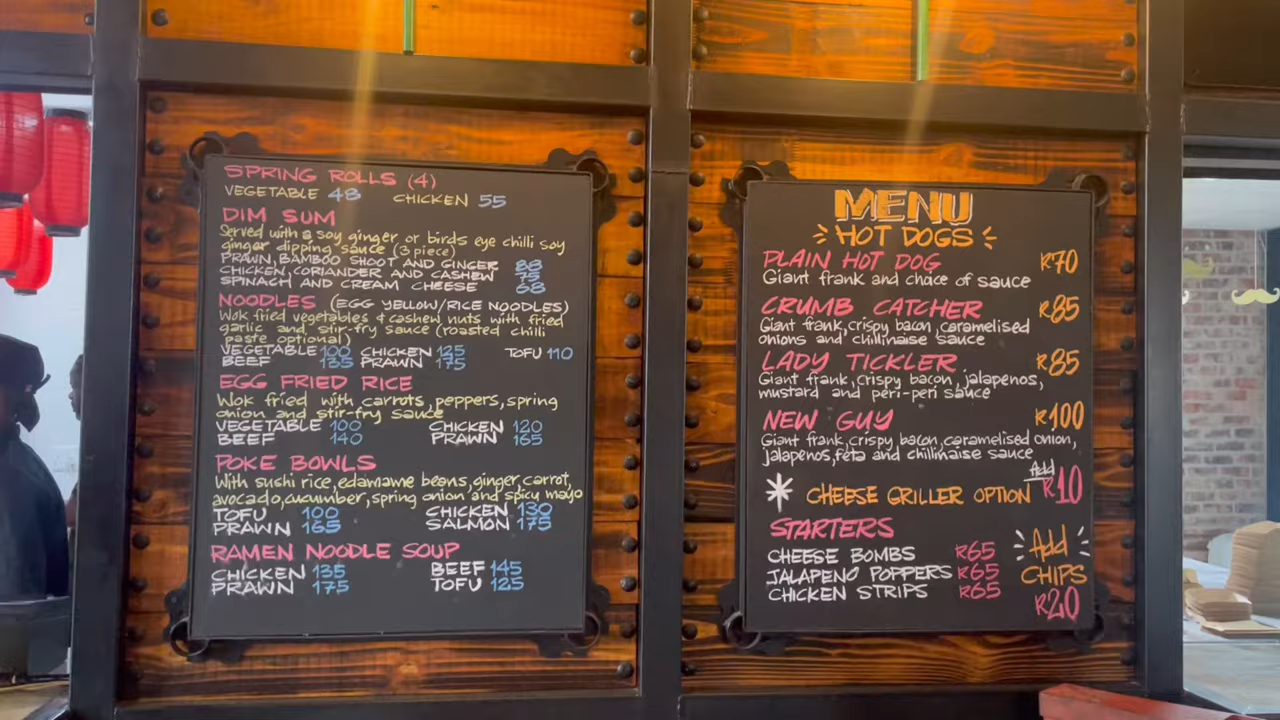 SPRING ROLLS (4)
VEGETABLE 48 CHICKEN 55
DIM SUM
Served with a soy ginger or birds eye chilli soy
ginger dipping sauce (3 piece)
PRAWN, BAMBOO SHOOT AND GINGER 88
CHICKEN, CORIANDER AND CASHEW 75
SPINACH AND CREAM CHEESE 68
NOODLES (EGG YELLOW/RICE NOODLES)
Wok fried vegetables & cashew nuts with fried
garlic and stir-fry sauce (roasted chilli
paste optional)
VEGETABLE 100 CHICKEN 125 TOFU 110
BEEF 135 PRAWN 175
EGG FRIED RICE
Wok fried with carrots, peppers, spring
onion and stir-fry sauce
VEGETABLE 100 CHICKEN 120
BEEF 140 PRAWN 165
POKE BOWLS
With sushi rice, edamame beans, ginger, carrot,
avocado, cucumber, spring onion and spicy mayo
TOFU 100 CHICKEN 130
PRAWN 165 SALMON 175
RAMEN NOODLE SOUP
CHICKEN 135 BEEF 145
PRAWN 175 TOFU 125
MENU
HOT DOGS
PLAIN HOT DOG R70
Giant frank and choice of sauce
CRUMB CATCHER R85
Giant frank, crispy bacon, caramelised
onions and chillinaise sauce
LADY TICKLER R85
Giant frank, crispy bacon, jalapenos,
mustard and peri-peri sauce
NEW GUY R100
Giant frank, crispy bacon, caramelised onion,
jalapenos, feta and chillinaise sauce
CHEESE GRILLER OPTION Add R10
STARTERS
CHEESE BOMBS R65
JALAPENO POPPERS R65
CHICKEN STRIPS R65
Add
CHIPS
R20